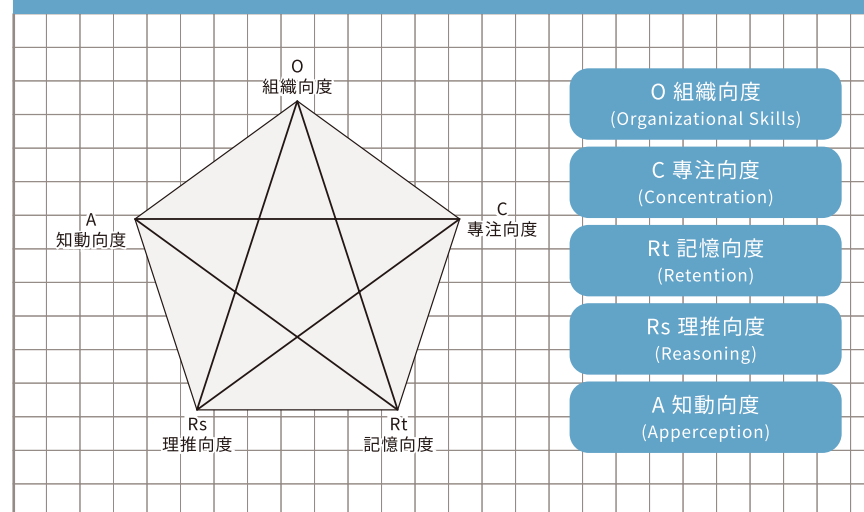 O
組織向度
A
知動向度
C
專注向度
Rs
理推向度
Rt
記憶向度
O 組織向度
(Organizational Skills)
C 專注向度
(Concentration)
Rt 記憶向度
(Retention)
Rs 理推向度
(Reasoning)
A 知動向度
(Apperception)